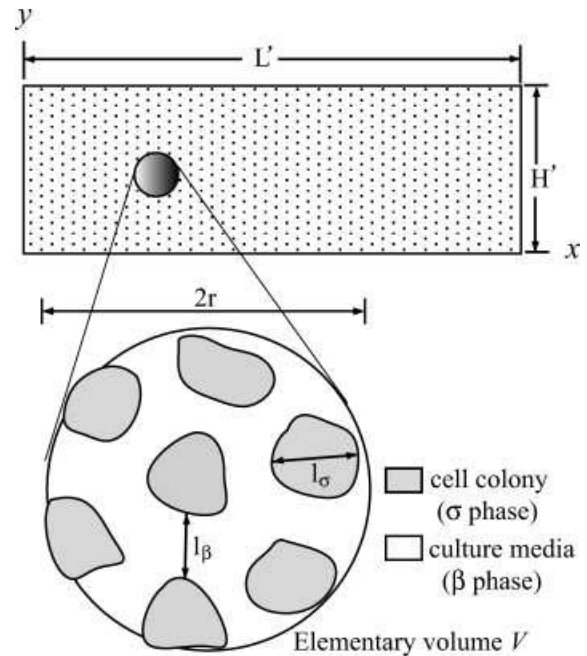 y
L'
H'
x
2r
lσ
lβ
cell colony
(σ phase)
culture media
(β phase)
Elementary volume V